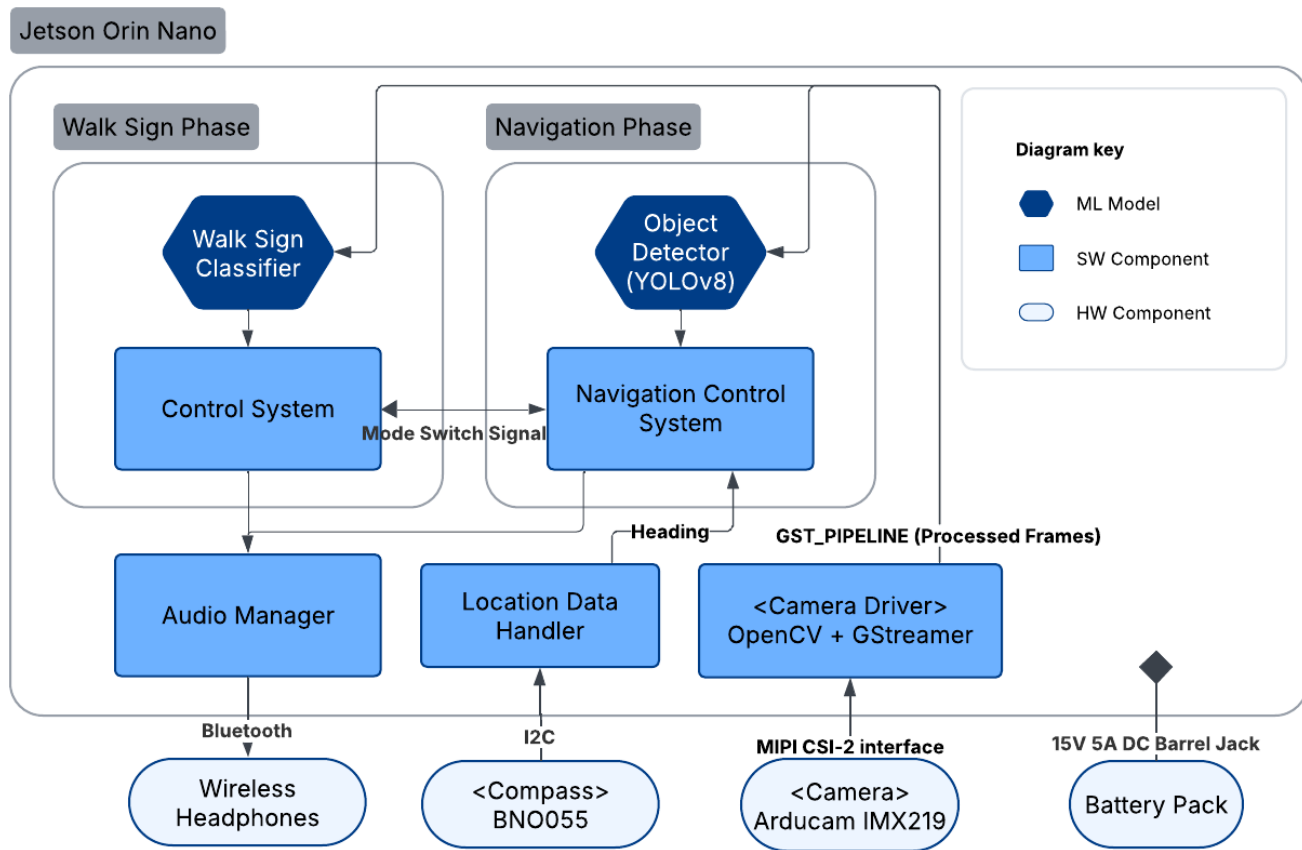 Jetson Orin Nano
Walk Sign Phase
Navigation Phase
Diagram key
ML Model
SW Component
HW Component
Walk Sign
Classifier
Object
Detector
(YOLOv8)
Control System
Mode Switch Signal
Navigation Control
System
Heading
GST_PIPELINE (Processed Frames)
Audio Manager
Location Data
Handler
<Camera Driver>
OpenCV + GStreamer
Bluetooth
I2C
MIPI CSI-2 interface
15V 5A DC Barrel Jack
Wireless
Headphones
<Compass>
BNO055
<Camera>
Arducam IMX219
Battery Pack